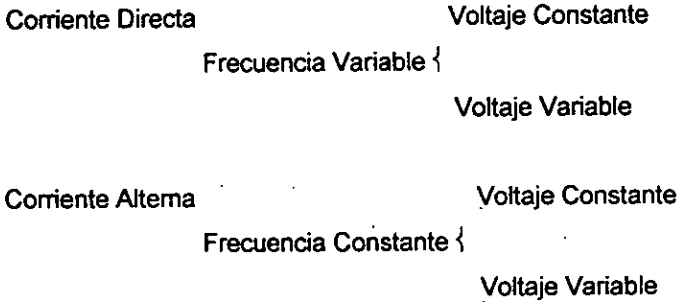 Corriente Directa Voltaje Constante
Frecuencia Variable {
Voltaje Variable
Corriente Alterna Voltaje Constante
Frecuencia Constante {
Voltaje Variable